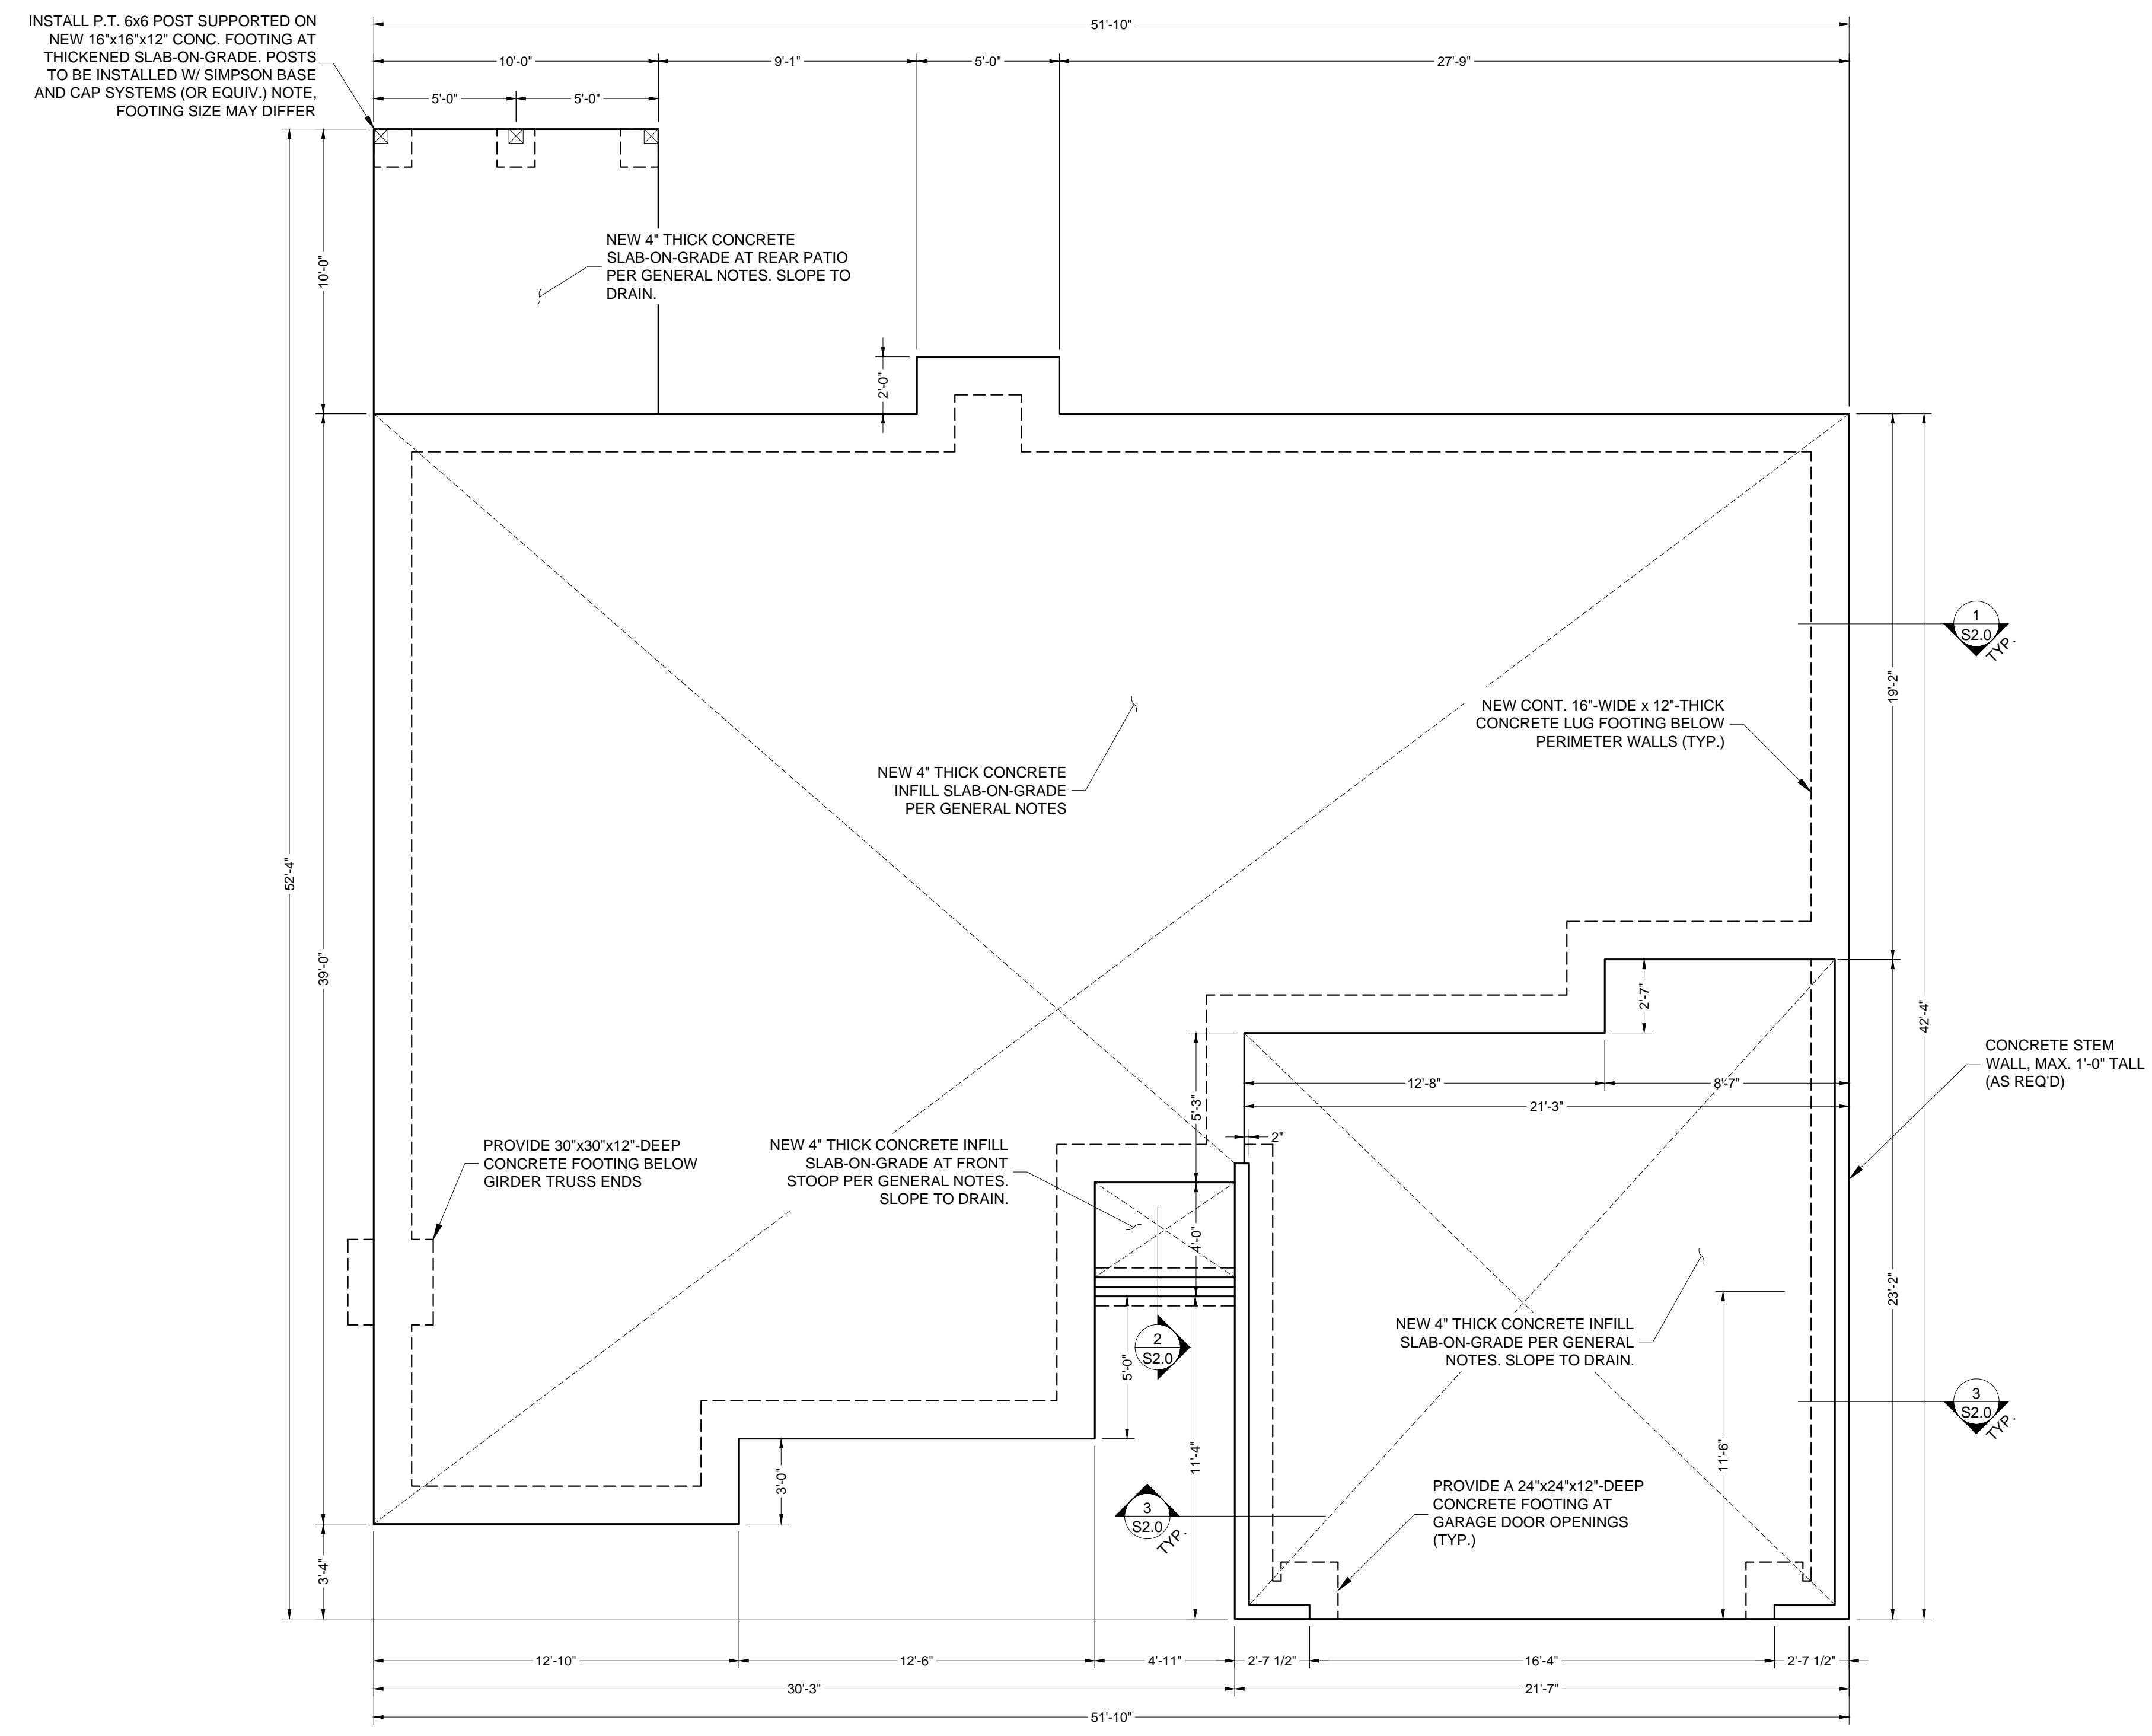 INSTALL P.T. 6x6 POST SUPPORTED ON
NEW 16"x16"x12" CONC. FOOTING AT
THICKENED SLAB-ON-GRADE. POSTS
TO BE INSTALLED W/ SIMPSON BASE
AND CAP SYSTEMS (OR EQUIV.) NOTE,
FOOTING SIZE MAY DIFFER
51'-10"
10'-0"
9'-1"
5'-0"
27'-9"
5'-0"
5'-0"
NEW 4" THICK CONCRETE
SLAB-ON-GRADE AT REAR PATIO
PER GENERAL NOTES. SLOPE TO
DRAIN.
10'-0"
2'-0"
52'-4"
39'-0"
3'-4"
1
S2.0
TYP.
19'-2"
42'-4"
23'-2"
NEW CONT. 16"-WIDE x 12"-THICK
CONCRETE LUG FOOTING BELOW
PERIMETER WALLS (TYP.)
NEW 4" THICK CONCRETE
INFILL SLAB-ON-GRADE
PER GENERAL NOTES
2'-7"
CONCRETE STEM
WALL, MAX. 1'-0" TALL
(AS REQ'D)
12'-8"
8'-7"
21'-3"
5'-3"
2"
PROVIDE 30"x30"x12"-DEEP
CONCRETE FOOTING BELOW
GIRDER TRUSS ENDS
NEW 4" THICK CONCRETE INFILL
SLAB-ON-GRADE AT FRONT
STOOP PER GENERAL NOTES.
SLOPE TO DRAIN.
4'-0"
2
S2.0
5'-0"
NEW 4" THICK CONCRETE INFILL
SLAB-ON-GRADE PER GENERAL
NOTES. SLOPE TO DRAIN.
3
S2.0
TYP.
11'-6"
11'-4"
3'-0"
3
S2.0
TYP.
PROVIDE A 24"x24"x12"-DEEP
CONCRETE FOOTING AT
GARAGE DOOR OPENINGS
(TYP.)
12'-10"
12'-6"
4'-11"
2'-7 1/2"
16'-4"
2'-7 1/2"
30'-3"
21'-7"
51'-10"